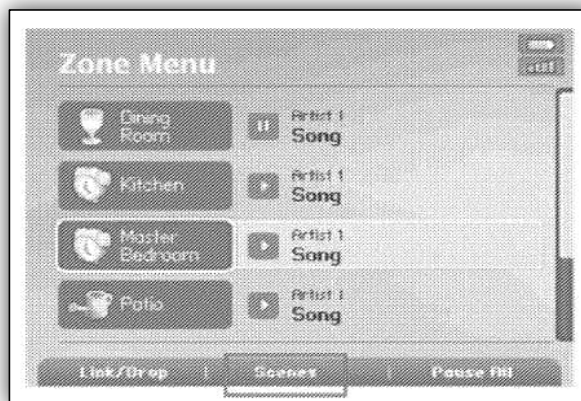 Zone Menu
Dining
Room
Artist 1
Song
Kitchen
Artist 1
Song
Master
Bedroom
Artist 1
Song
Patio
Artist 1
Song
Link/Drop | Scenes | Pause All